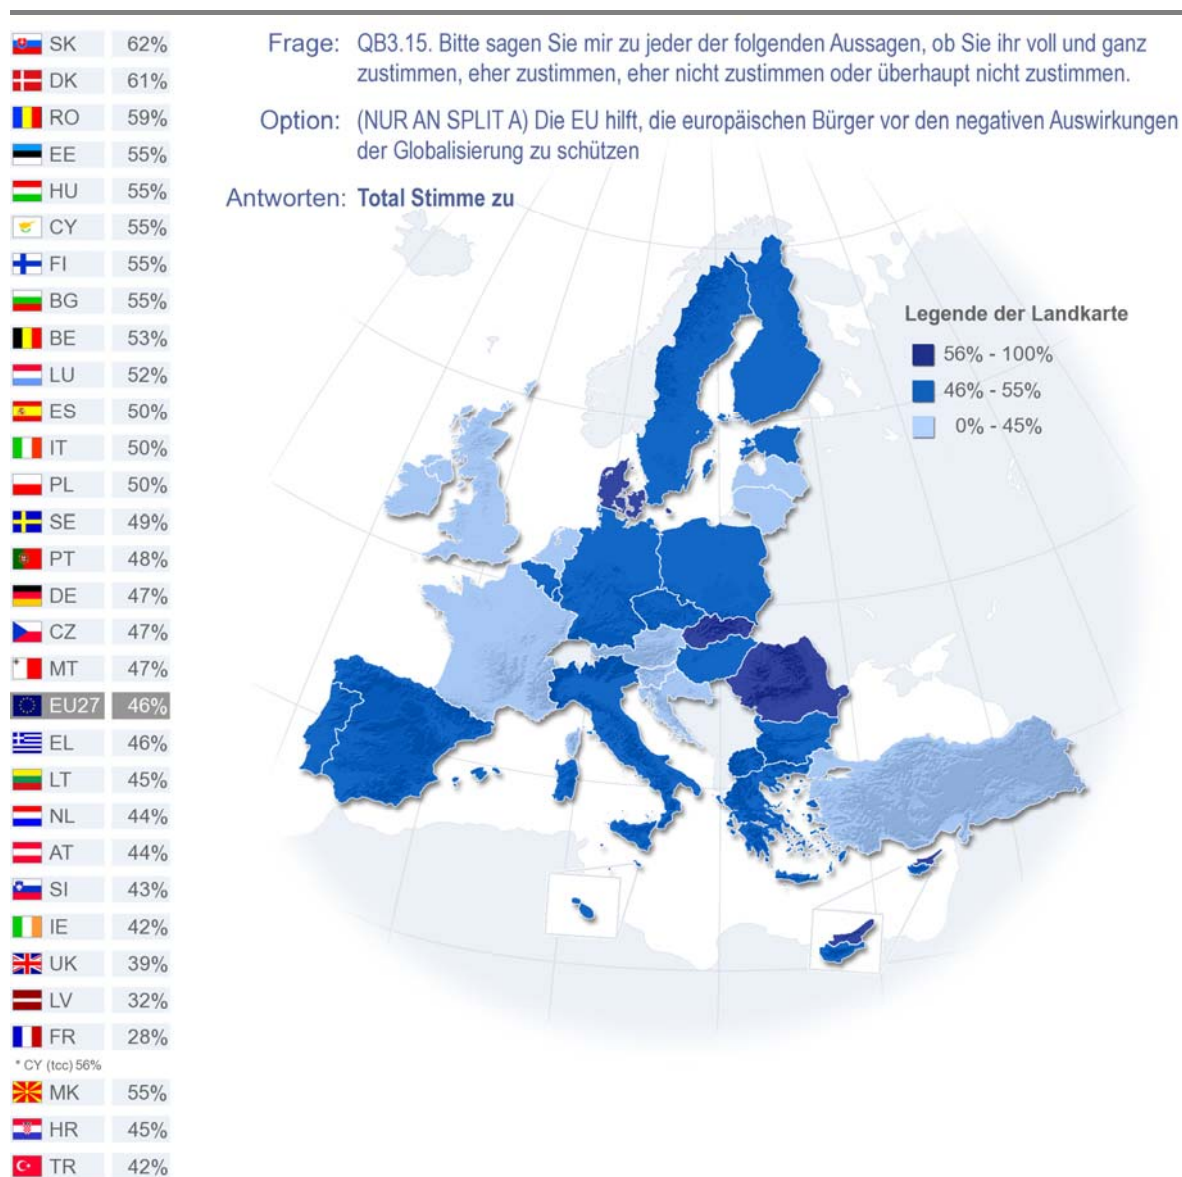 SK 62%
DK 61%
RO 59%
EE 55%
HU 55%
CY 55%
FI 55%
BG 55%
BE 53%
LU 52%
ES 50%
IT 50%
PL 50%
SE 49%
PT 48%
DE 47%
CZ 47%
MT 47%
EU27 46%
EL 46%
LT 45%
NL 44%
AT 44%
SI 43%
IE 42%
UK 39%
LV 32%
FR 28%
* CY (tcc) 56%
MK 55%
HR 45%
TR 42%
Frage: QB3.15. Bitte sagen Sie mir zu jeder der folgenden Aussagen, ob Sie ihr voll und ganz
zustimmen, eher zustimmen, eher nicht zustimmen oder überhaupt nicht zustimmen.
Option: (NUR AN SPLIT A) Die EU hilft, die europäischen Bürger vor den negativen Auswirkungen
der Globalisierung zu schützen
Antworten: Total Stimme zu
Legende der Landkarte
56% - 100%
46% - 55%
0% - 45%